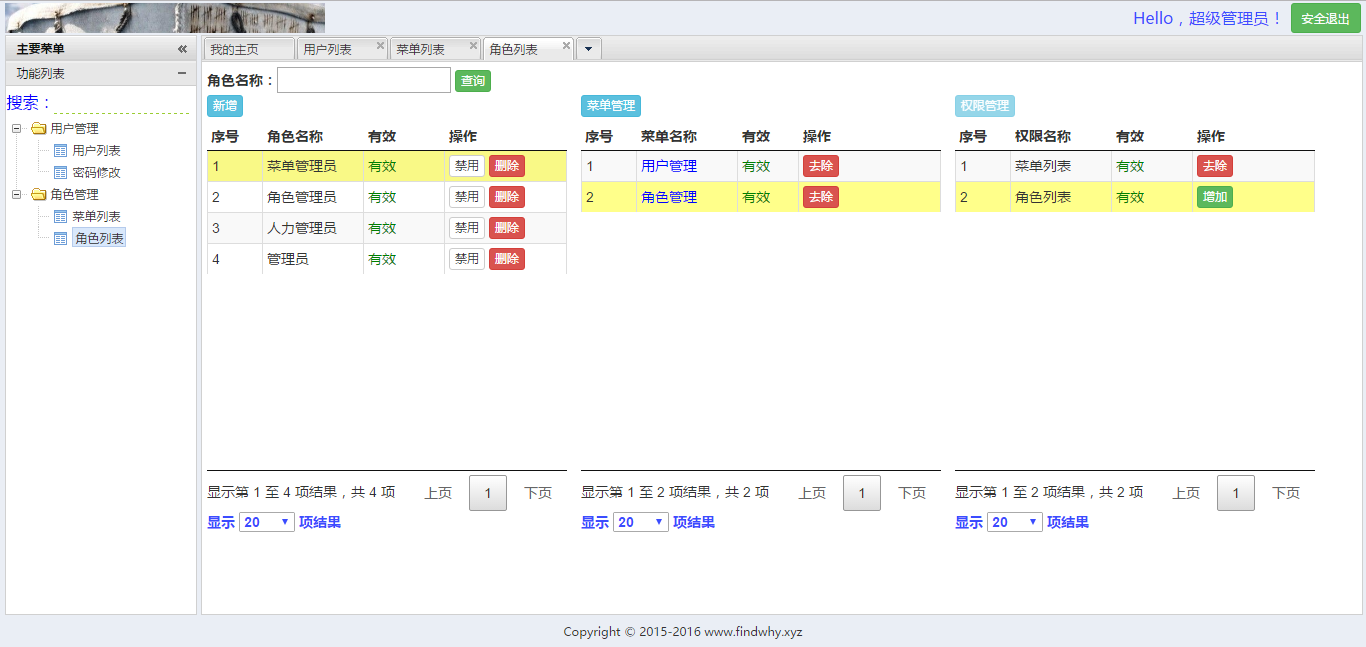 Hello，超级管理员！ 安全退出
主要菜单
功能列表
搜索：
用户管理
用户列表
密码修改
角色管理
菜单列表
角色列表
我的主页 用户列表 菜单列表 角色列表
角色名称： 查询
新增
序号 角色名称 有效 操作
1 菜单管理员 有效 禁用 删除
2 角色管理员 有效 禁用 删除
3 人力管理员 有效 禁用 删除
4 管理员 有效 禁用 删除
显示第 1 至 4 项结果，共 4 项 上页 1 下页
显示 20 项结果
菜单管理
序号 菜单名称 有效 操作
1 用户管理 有效 去除
2 角色管理 有效 去除
显示第 1 至 2 项结果，共 2 项 上页 1 下页
显示 20 项结果
权限管理
序号 权限名称 有效 操作
1 菜单列表 有效 去除
2 角色列表 有效 增加
显示第 1 至 2 项结果，共 2 项 上页 1 下页
显示 20 项结果
Copyright © 2015-2016 www.findwhy.xyz